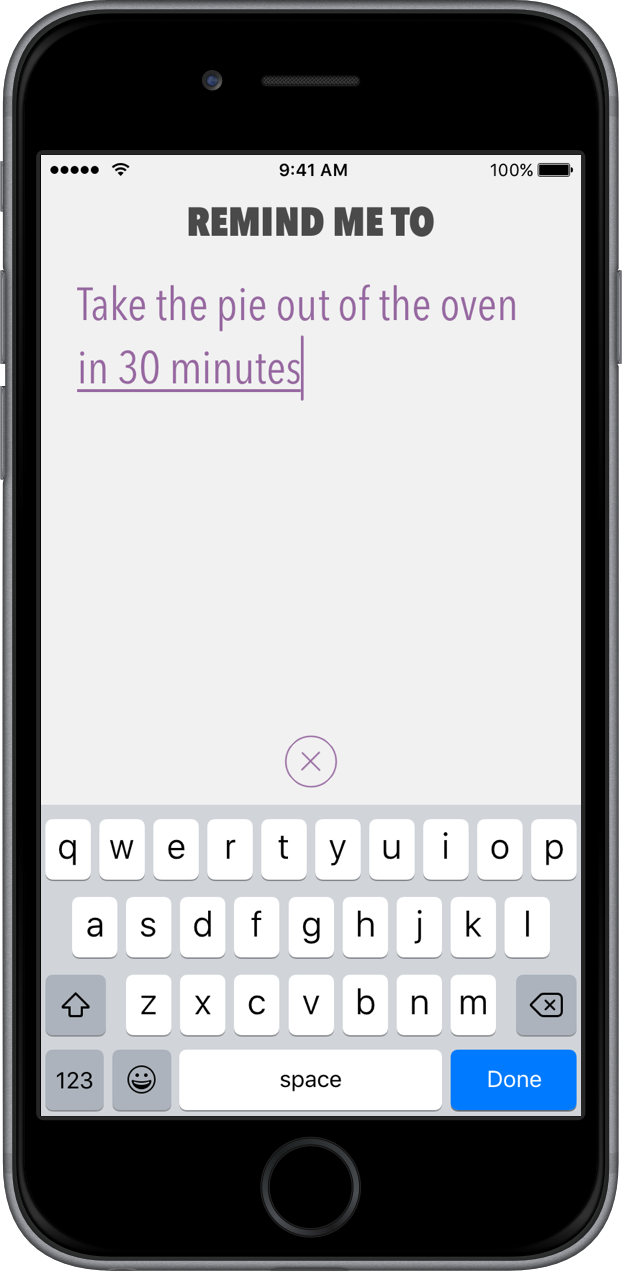 9:41 AM 100%
REMIND ME TO
Take the pie out of the oven
in 30 minutes
q w e r t y u i o p
a s d f g h j k l
z x c v b n m
123 space Done